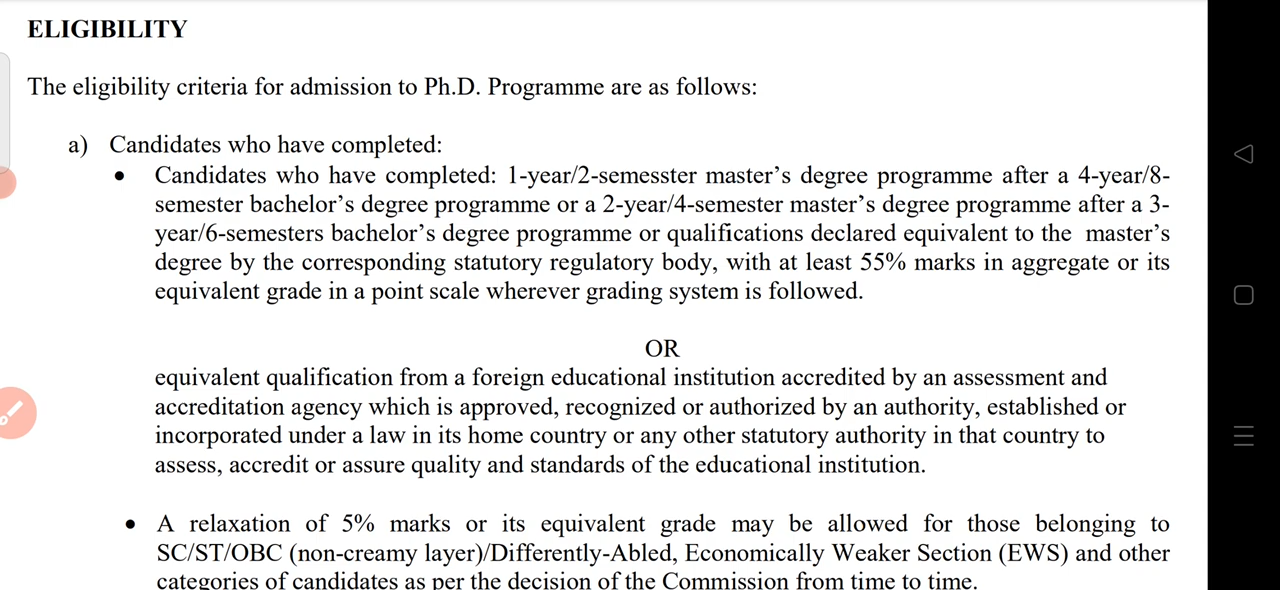 ELIGIBILITY
The eligibility criteria for admission to Ph.D. Programme are as follows:
a) Candidates who have completed:
• Candidates who have completed: 1-year/2-semesster master’s degree programme after a 4-year/8-
semester bachelor’s degree programme or a 2-year/4-semester master’s degree programme after a 3-
year/6-semesters bachelor’s degree programme or qualifications declared equivalent to the master’s
degree by the corresponding statutory regulatory body, with at least 55% marks in aggregate or its
equivalent grade in a point scale wherever grading system is followed.
OR
equivalent qualification from a foreign educational institution accredited by an assessment and
accreditation agency which is approved, recognized or authorized by an authority, established or
incorporated under a law in its home country or any other statutory authority in that country to
assess, accredit or assure quality and standards of the educational institution.
• A relaxation of 5% marks or its equivalent grade may be allowed for those belonging to
SC/ST/OBC (non-creamy layer)/Differently-Abled, Economically Weaker Section (EWS) and other
categories of candidates as per the decision of the Commission from time to time.